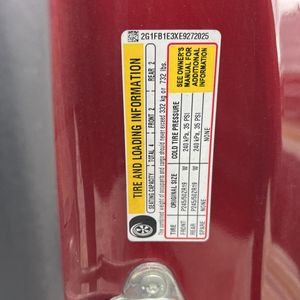 2G1FB1E3XE9272025
TIRE AND LOADING INFORMATION
SEATING CAPACITY: TOTAL 4 FRONT 2 REAR 2
The combined weight of occupants and cargo should never exceed 332 kg or 732 lbs.
TIRE ORIGINAL SIZE COLD TIRE PRESSURE
FRONT P245/50ZR19 W 240 kPa, 35 PSI
REAR P245/50ZR19 W 240 kPa, 35 PSI
SPARE NONE NONE
SEE OWNER'S
MANUAL FOR
ADDITIONAL
INFORMATION